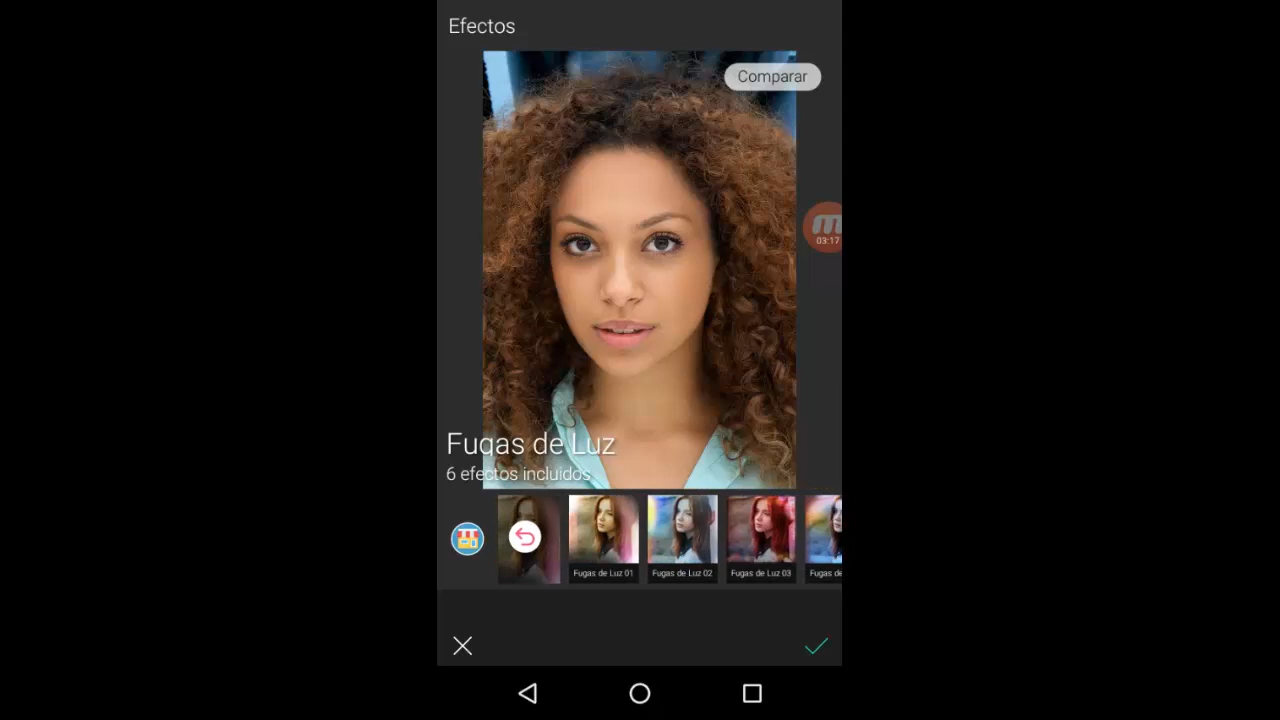 Efectos
Comparar
03:17
Fugas de Luz
6 efectos incluidos
Fugas de Luz 01
Fugas de Luz 02
Fugas de Luz 03
Fugas de